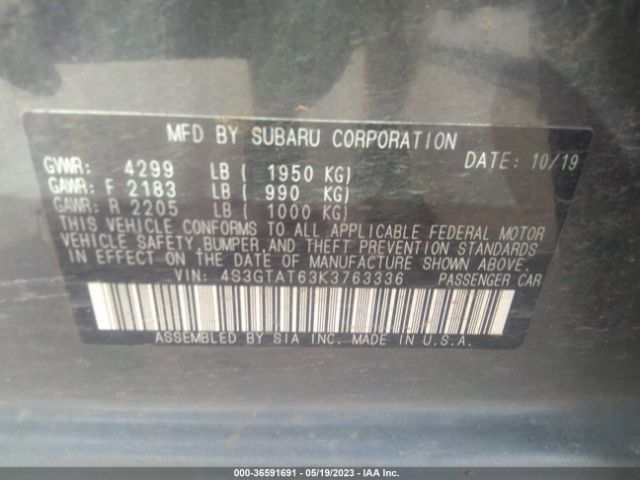 MFD BY SUBARU CORPORATION
GVWR: 4299 LB ( 1950 KG) DATE: 10/19
GAWR: F 2183 LB ( 990 KG)
GAWR: R 2205 LB ( 1000 KG)
THIS VEHICLE CONFORMS TO ALL APPLICABLE FEDERAL MOTOR
VEHICLE SAFETY, BUMPER, AND THEFT PREVENTION STANDARDS
IN EFFECT ON THE DATE OF MANUFACTURE SHOWN ABOVE.
VIN: 4S3GTAT63K3763336 PASSENGER CAR
ASSEMBLED BY SIA INC. MADE IN U.S.A.
000-36591691 - 05/19/2023 - IAA Inc.